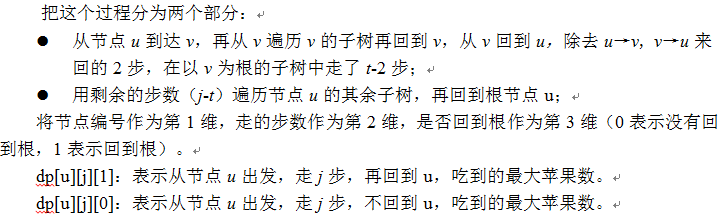 把这个过程分为两个部分：
● 从节点 u 到达 v，再从 v 遍历 v 的子树再回到 v，从 v 回到 u，除去 u→v, v→u 来
回的 2 步，在以 v 为根的子树中走了 t-2 步；
● 用剩余的步数（j-t）遍历节点 u 的其余子树，再回到根节点 u；
将节点编号作为第 1 维，走的步数作为第 2 维，是否回到根作为第 3 维（0 表示没有回
到根，1 表示回到根）。
dp[u][j][1]：表示从节点 u 出发，走 j 步，再回到 u，吃到的最大苹果数。
dp[u][j][0]：表示从节点 u 出发，走 j 步，不回到 u，吃到的最大苹果数。